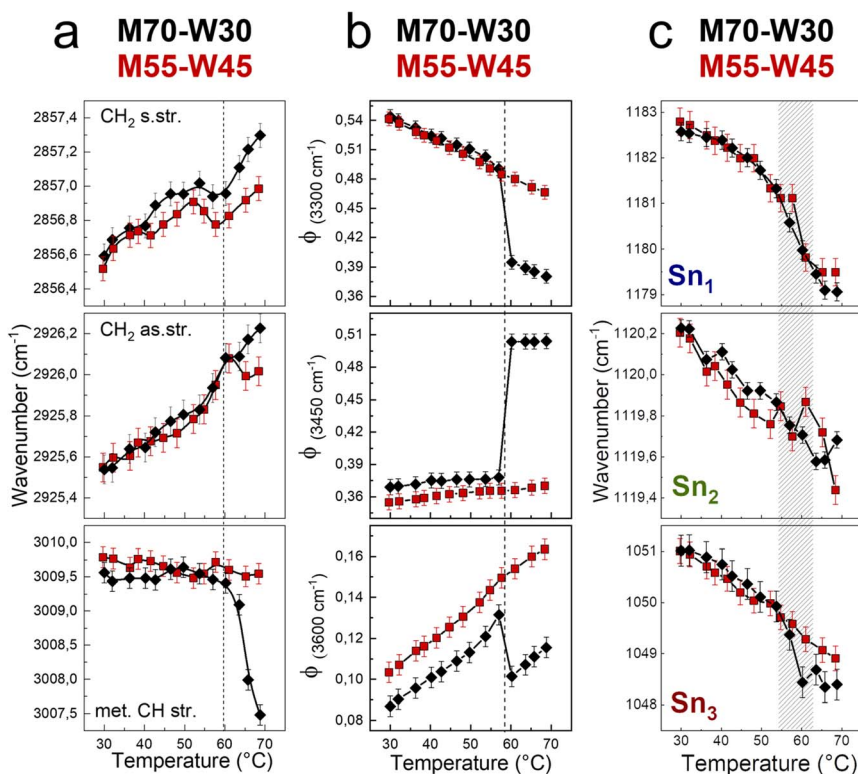 a
M70-W30
M55-W45
b
M70-W30
M55-W45
c
M70-W30
M55-W45
CH2 s.str.
2857,4
2857,2
2857,0
2856,8
2856,6
2856,4
CH2 as.str.
2926,2
2926,0
2925,8
2925,6
2925,4
3010,0
3009,5
3009,0
3008,5
3008,0
3007,5
met. CH str.
Wavenumber (cm-1)
30 40 50 60 70
Temperature (°C)
0,54
0,51
0,48
0,45
0,42
0,39
0,36
ϕ (3300 cm-1)
0,51
0,48
0,45
0,42
0,39
0,36
ϕ (3450 cm-1)
0,16
0,14
0,12
0,10
0,08
ϕ (3600 cm-1)
30 40 50 60 70
Temperature (°C)
1183
1182
1181
1180
1179
Sn1
1120,2
1120,0
1119,8
1119,6
1119,4
Sn2
1051
1050
1049
1048
Sn3
Wavenumber (cm-1)
30 40 50 60 70
Temperature (°C)